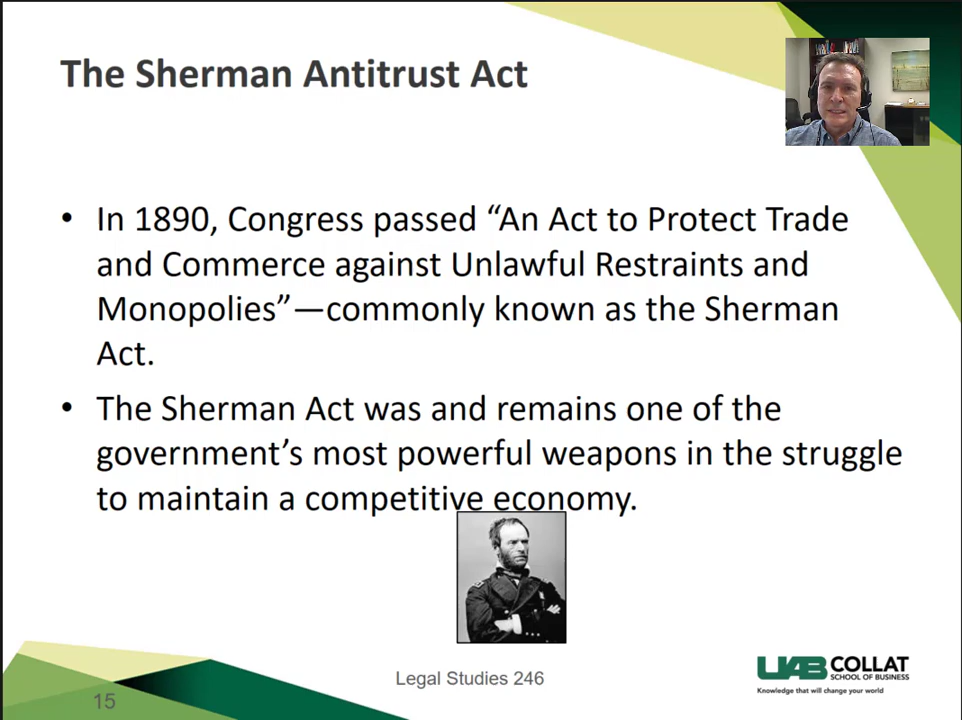 The Sherman Antitrust Act
• In 1890, Congress passed “An Act to Protect Trade
and Commerce against Unlawful Restraints and
Monopolies”—commonly known as the Sherman
Act.
• The Sherman Act was and remains one of the
government’s most powerful weapons in the struggle
to maintain a competitive economy.
Legal Studies 246
15
UAB COLLAT
SCHOOL OF BUSINESS
Knowledge that will change your world